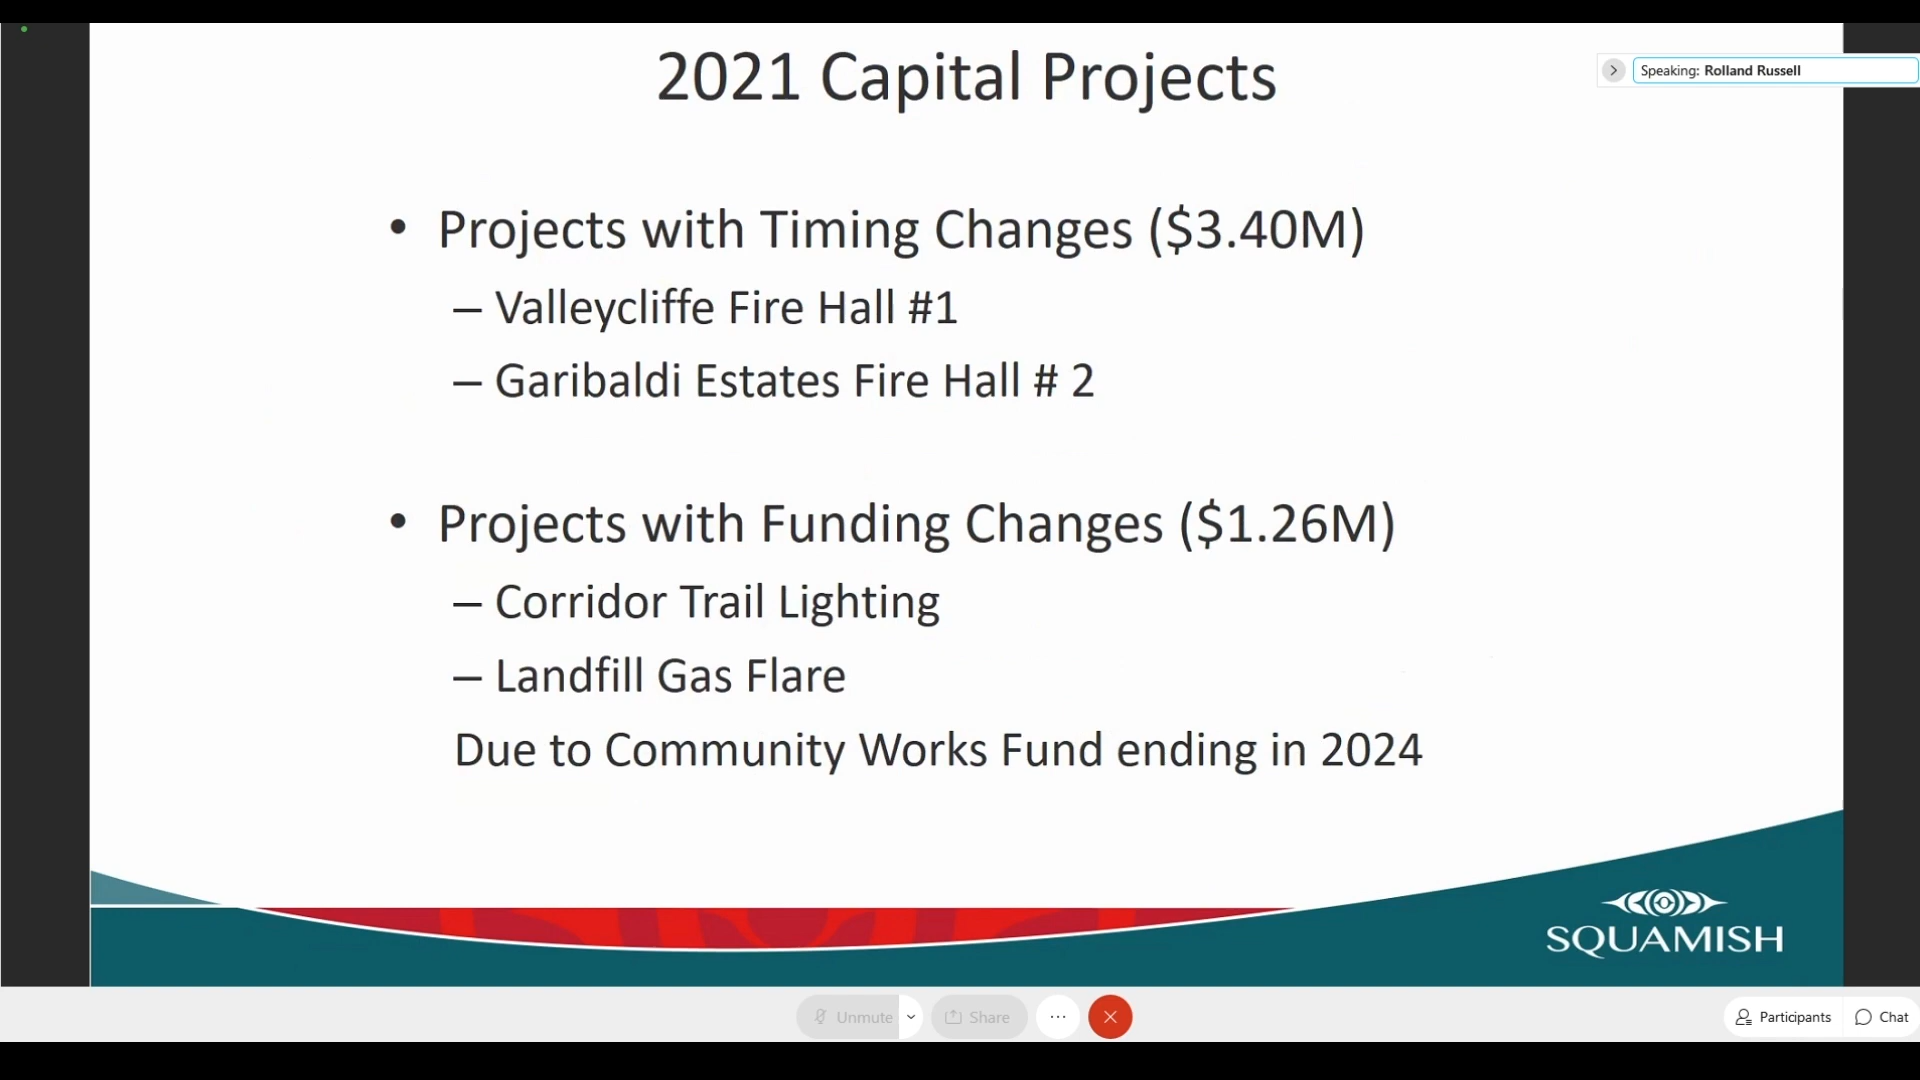 2021 Capital Projects
Speaking: Rolland Russell
• Projects with Timing Changes ($3.40M)
– Valleycliffe Fire Hall #1
– Garibaldi Estates Fire Hall # 2
• Projects with Funding Changes ($1.26M)
– Corridor Trail Lighting
– Landfill Gas Flare
Due to Community Works Fund ending in 2024
SQUAMISH
Unmute
Share
Participants
Chat